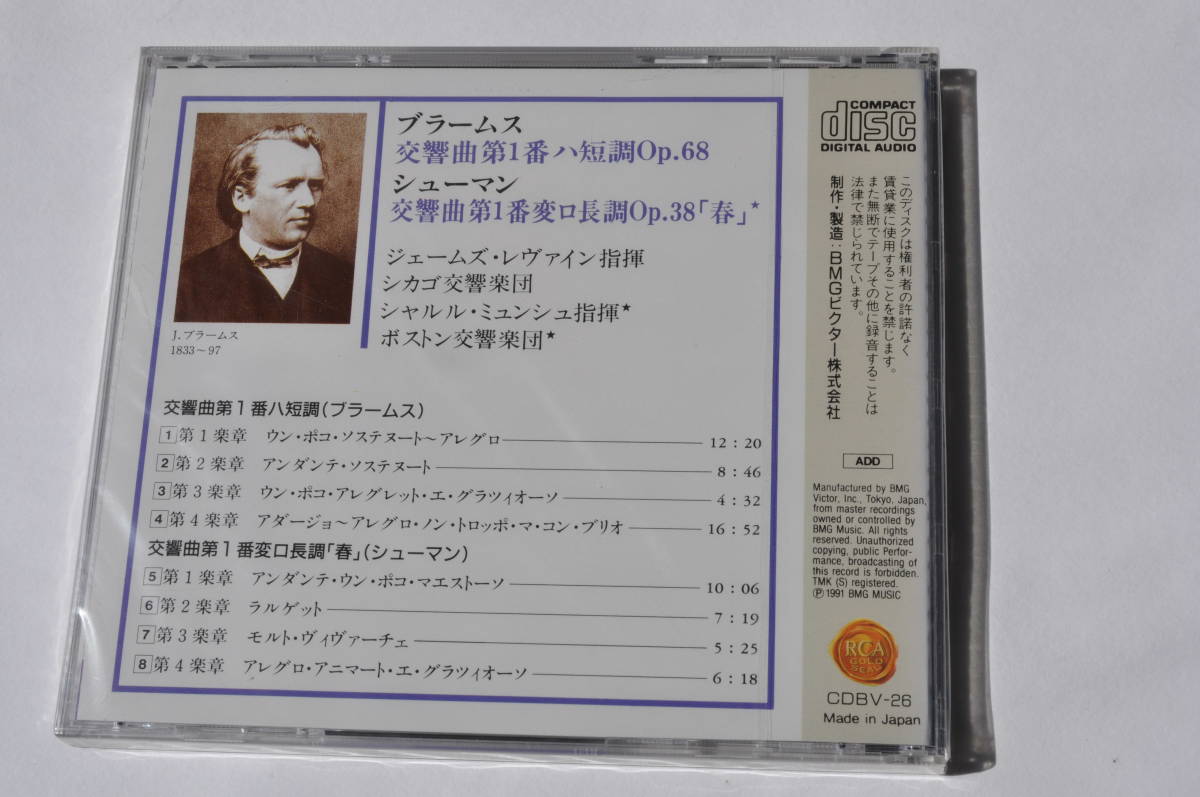 ブラームス
交響曲第1番ハ短調Op.68
シューマン
交響曲第1番変ロ長調Op.38「春」★
ジェームズ・レヴァイン指揮
シカゴ交響楽団
シャルル・ミュンシュ指揮★
ボストン交響楽団★
J.ブラームス
1833〜97
交響曲第1番ハ短調(ブラームス)
1 第1楽章 ウン・ポコ・ソステヌート〜アレグロ 12:20
2 第2楽章 アンダンテ・ソステヌート 8:46
3 第3楽章 ウン・ポコ・アレグレット・エ・グラツィオーソ 4:32
4 第4楽章 アダージョ〜アレグロ・ノン・トロッポ・マ・コン・ブリオ 16:52
交響曲第1番変ロ長調「春」(シューマン)
5 第1楽章 アンダンテ・ウン・ポコ・マエストーソ 10:06
6 第2楽章 ラルゲット 7:19
7 第3楽章 モルト・ヴィヴァーチェ 5:25
8 第4楽章 アレグロ・アニマート・エ・グラツィオーソ 6:18
COMPACT
disc
DIGITAL AUDIO
このディスクは権利者の許諾なく
賃貸業に使用することを禁じます。
また無断でテープその他に録音することは
法律で禁じられています。
制作・製造:BMGビクター株式会社
ADD
Manufactured by BMG
Victor, Inc., Tokyo, Japan,
from master recordings
owned or controlled by
BMG Music. All rights
reserved. Unauthorized
copying, public Perfor-
mance, broadcasting of
this record is forbidden.
TMK (S) registered.
Ⓟ 1991 BMG MUSIC
RCA
GOLD
SEAL
CDBV-26
Made in Japan